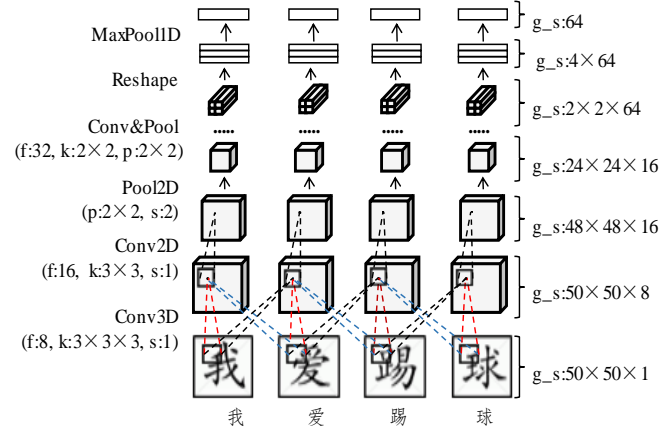 g_s:64
MaxPool1D
g_s:4×64
Reshape
g_s:2×2×64
Conv&Pool
(f:32, k:2×2, p:2×2)
······
······
······
······
g_s:24×24×16
Pool2D
(p:2×2, s:2)
g_s:48×48×16
Conv2D
(f:16, k:3×3, s:1)
g_s:50×50×8
Conv3D
(f:8, k:3×3×3, s:1)
我 爱 踢 球
g_s:50×50×1
我 爱 踢 球